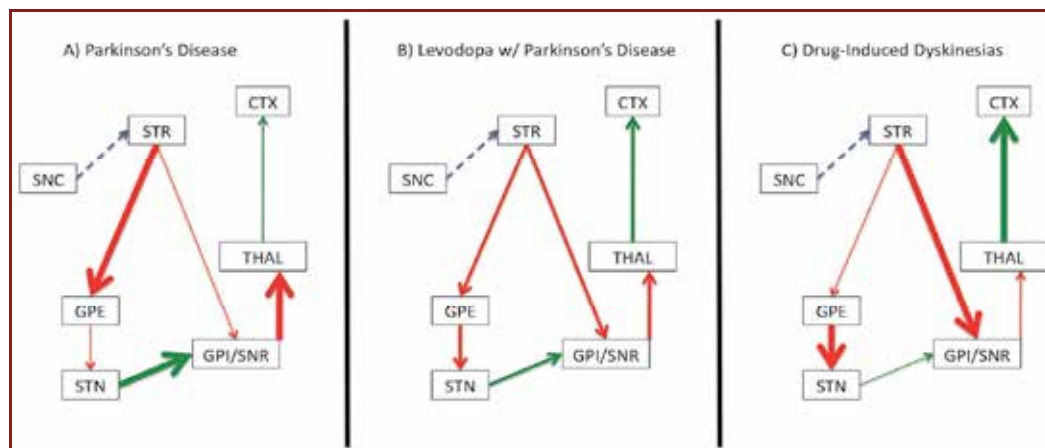 A) Parkinson's Disease
CTX
STR
SNC
THAL
GPE
GPI/SNR
STN
B) Levodopa w/ Parkinson's Disease
CTX
STR
SNC
THAL
GPE
GPI/SNR
STN
C) Drug-Induced Dyskinesias
CTX
STR
SNC
THAL
GPE
GPI/SNR
STN